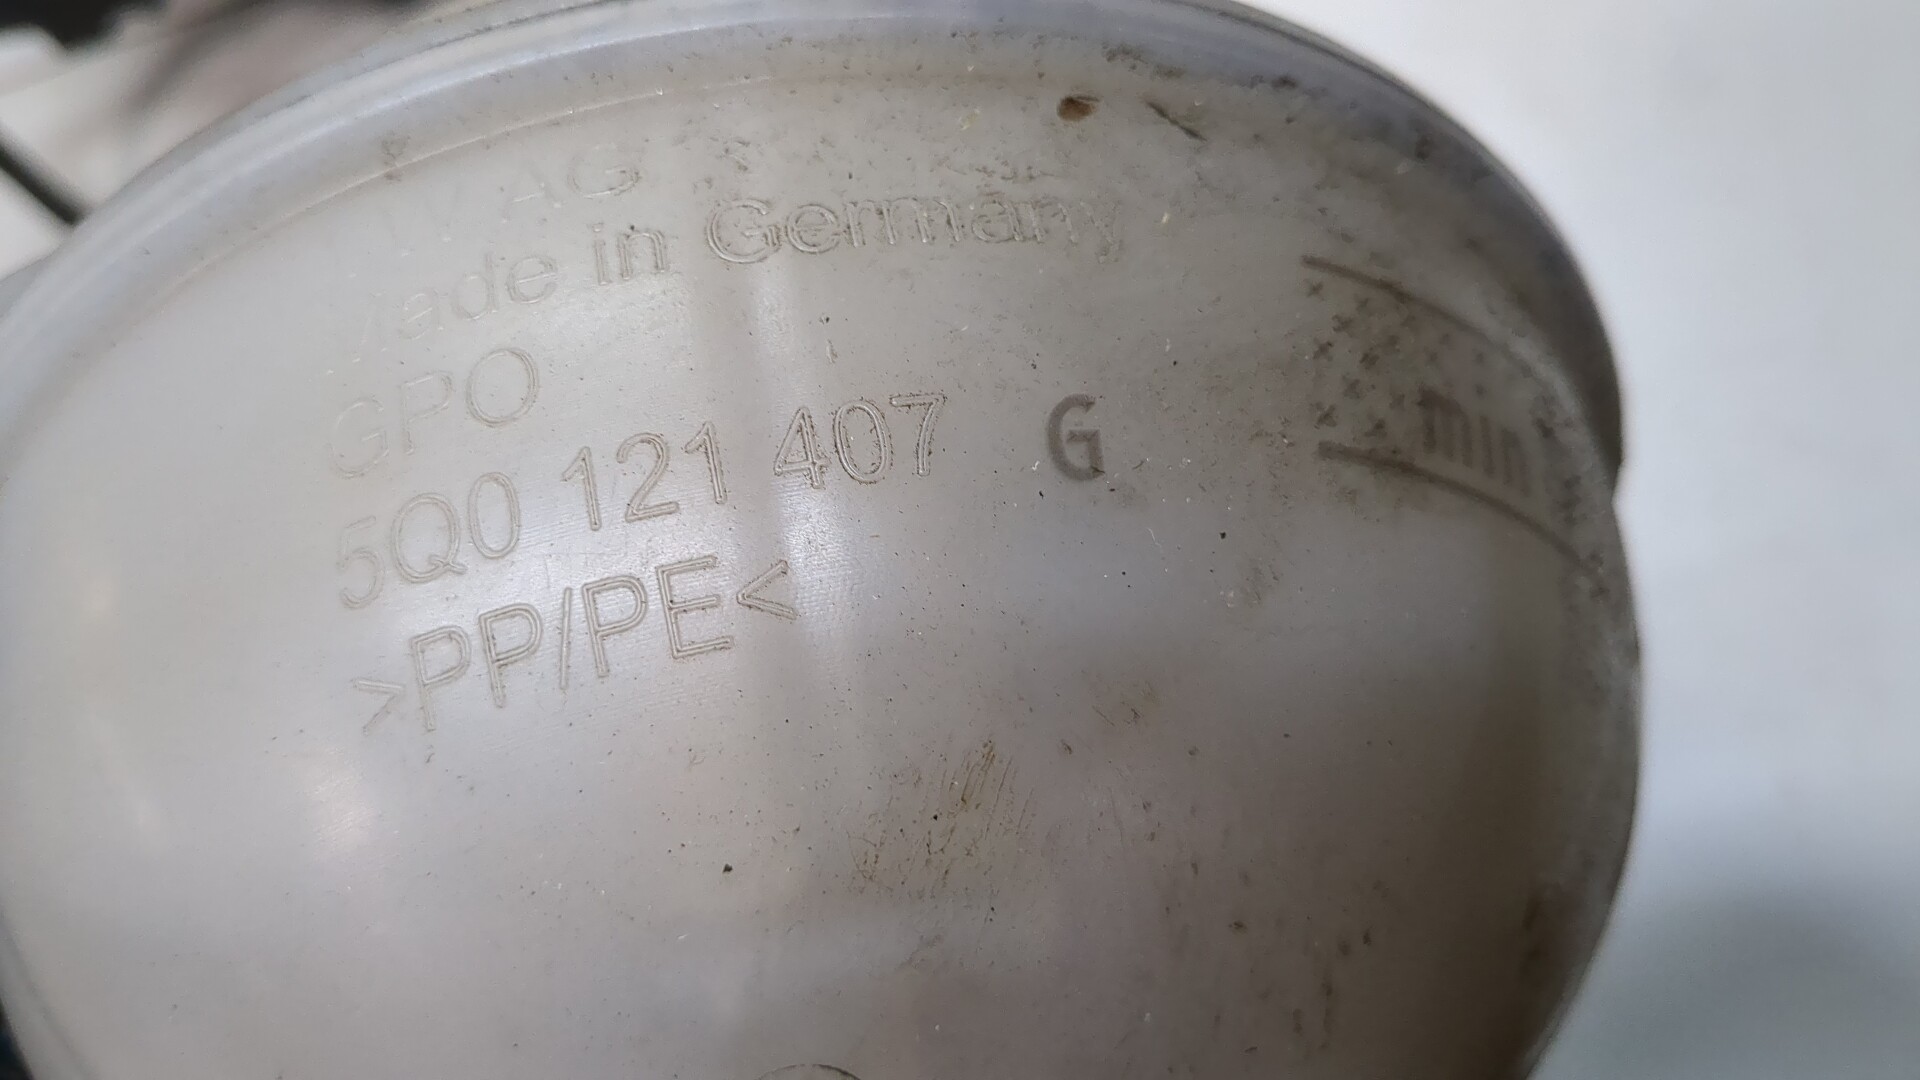 AG
Made in Germany
GPO
5Q0 121 407 G
>PP/PE<
min